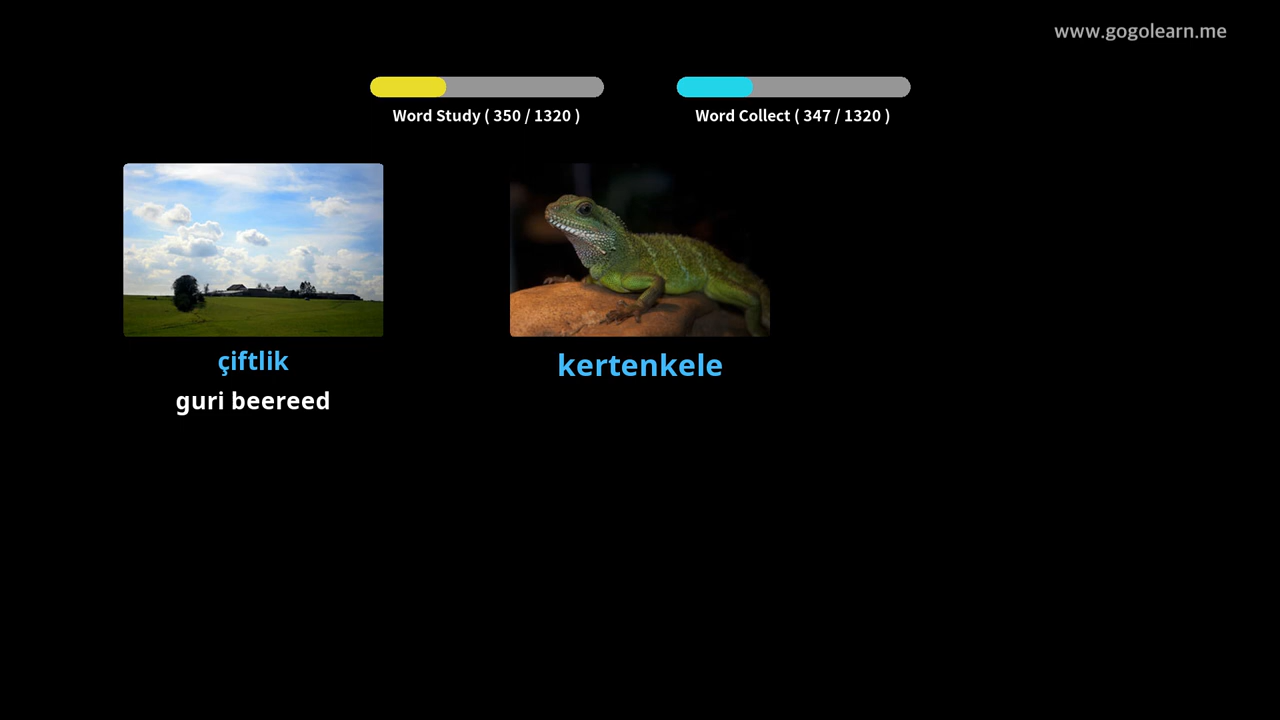 www.gogolearn.me
Word Study ( 350 / 1320 )
Word Collect ( 347 / 1320 )
çiftlik
guri beereed
kertenkele